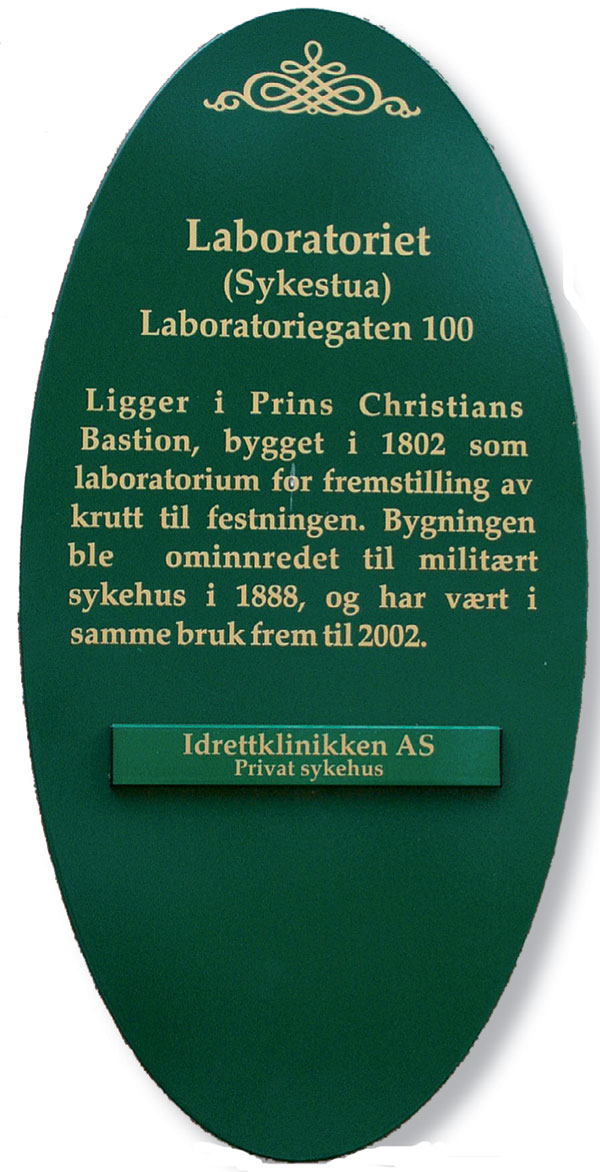 Laboratoriet
(Sykestua)
Laboratoriegaten 100
Ligger i Prins Christians
Bastion, bygget i 1802 som
laboratorium for fremstilling av
krutt til festningen. Bygningen
ble ominnredet til militært
sykehus i 1888, og har vært i
samme bruk frem til 2002.
Idrettklinikken AS
Privat sykehus